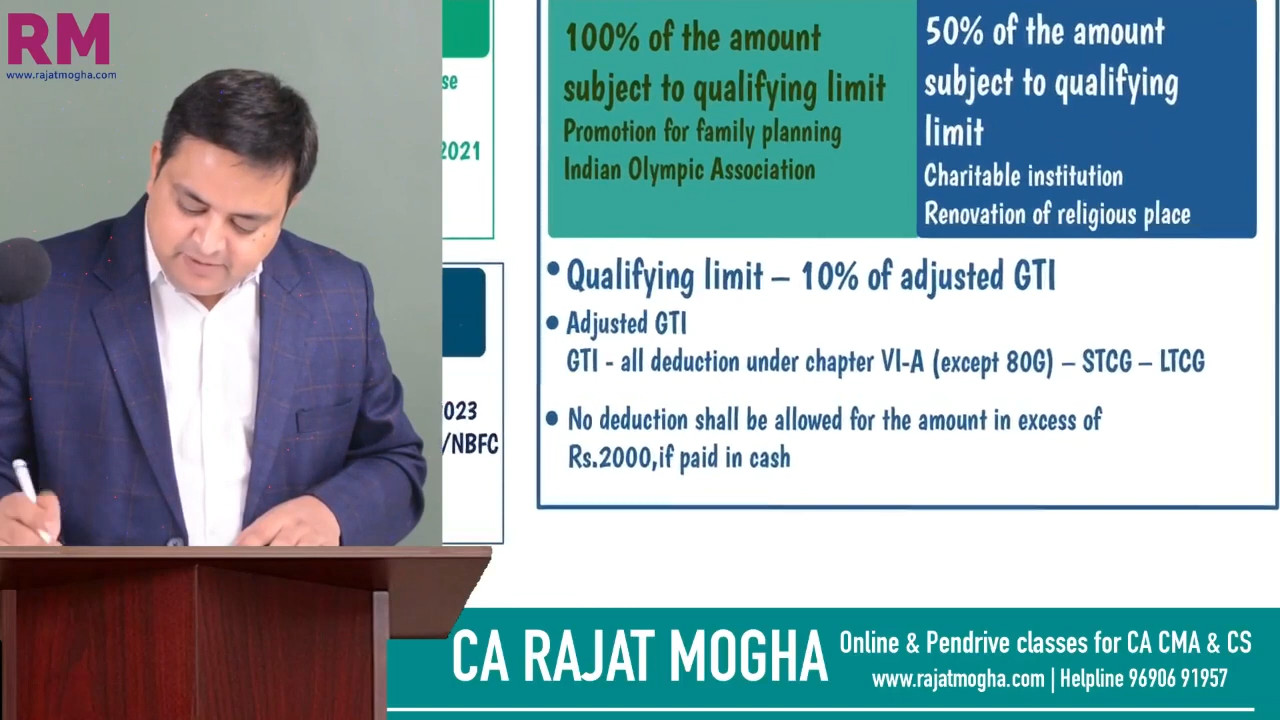 RM
www.rajatmogha.com
se
2021
023
/NBFC
100% of the amount
subject to qualifying limit
Promotion for family planning
Indian Olympic Association
50% of the amount
subject to qualifying
limit
Charitable institution
Renovation of religious place
• Qualifying limit – 10% of adjusted GTI
• Adjusted GTI
GTI - all deduction under chapter VI-A (except 80G) – STCG – LTCG
• No deduction shall be allowed for the amount in excess of
Rs.2000,if paid in cash
CA RAJAT MOGHA
Online & Pendrive classes for CA CMA & CS
www.rajatmogha.com | Helpline 96906 91957